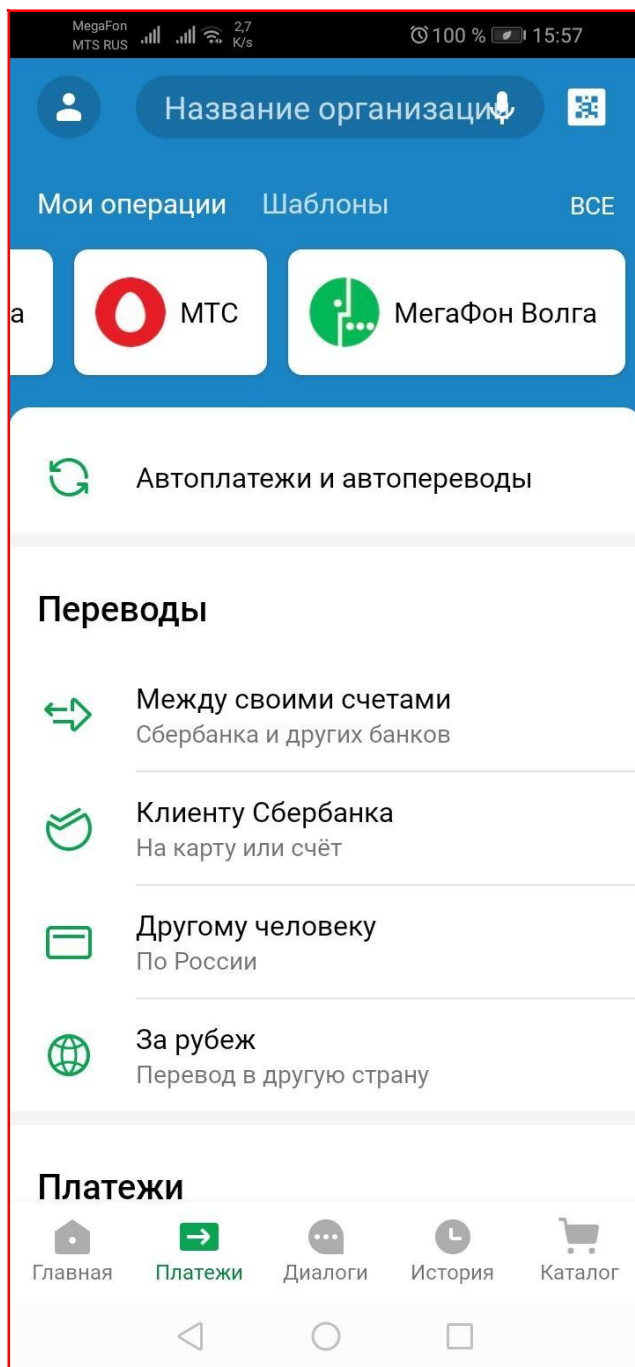 MegaFon
MTS RUS
2,7
K/s
100 % 15:57
Название организации
Мои операции Шаблоны ВСЕ
а МТС МегаФон Волга
Автоплатежи и автопереводы
Переводы
Между своими счетами
Сбербанка и других банков
Клиенту Сбербанка
На карту или счёт
Другому человеку
По России
За рубеж
Перевод в другую страну
Платежи
Главная Платежи Диалоги История Каталог